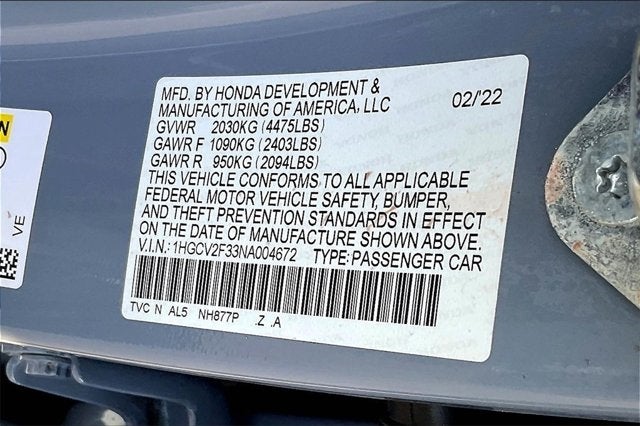 MFD. BY HONDA DEVELOPMENT &
MANUFACTURING OF AMERICA, LLC 02/'22
GVWR 2030KG (4475LBS)
GAWR F 1090KG (2403LBS)
GAWR R 950KG (2094LBS)
THIS VEHICLE CONFORMS TO ALL APPLICABLE
FEDERAL MOTOR VEHICLE SAFETY, BUMPER,
AND THEFT PREVENTION STANDARDS IN EFFECT
ON THE DATE OF MANUFACTURE SHOWN ABOVE.
V.I.N.: 1HGCV2F33NA004672 TYPE: PASSENGER CAR
TVC N AL5 NH877P .Z .A
N
VE